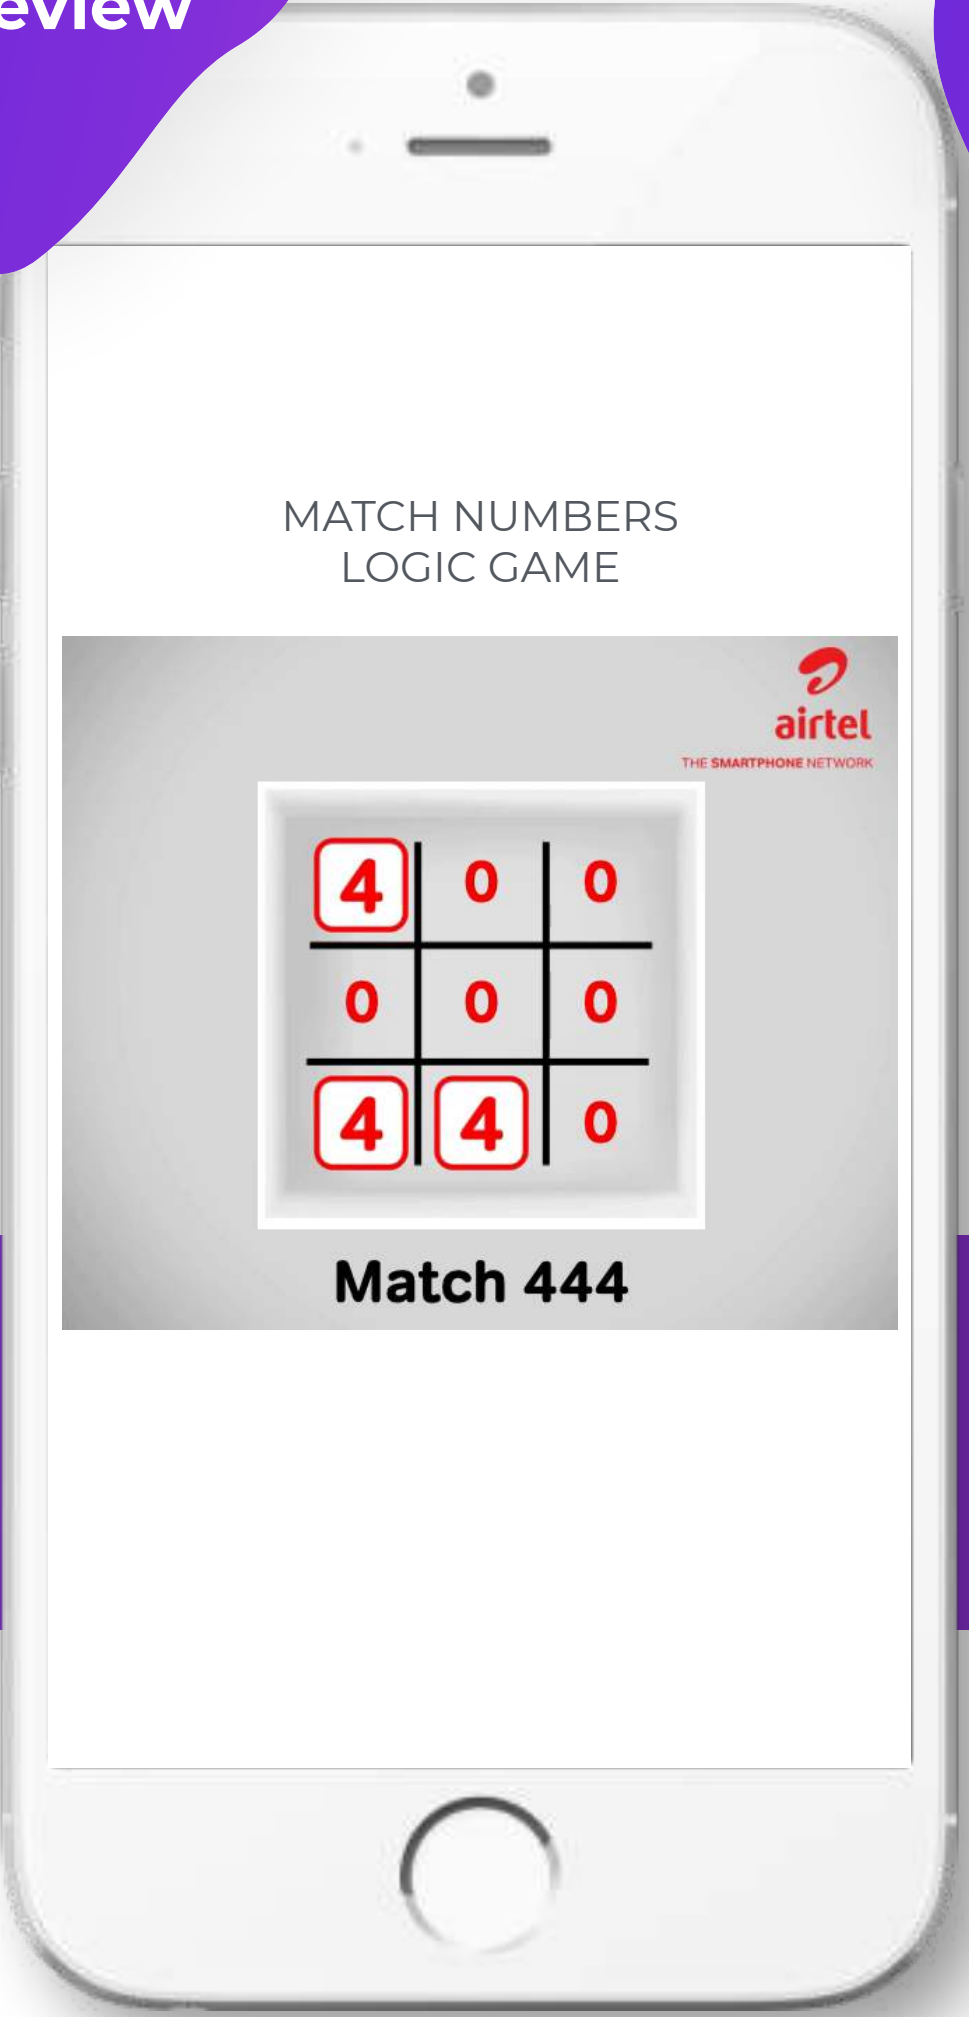 eview
MATCH NUMBERS
LOGIC GAME
airtel
THE SMARTPHONE NETWORK
4 0 0
0 0 0
4 4 0
Match 444